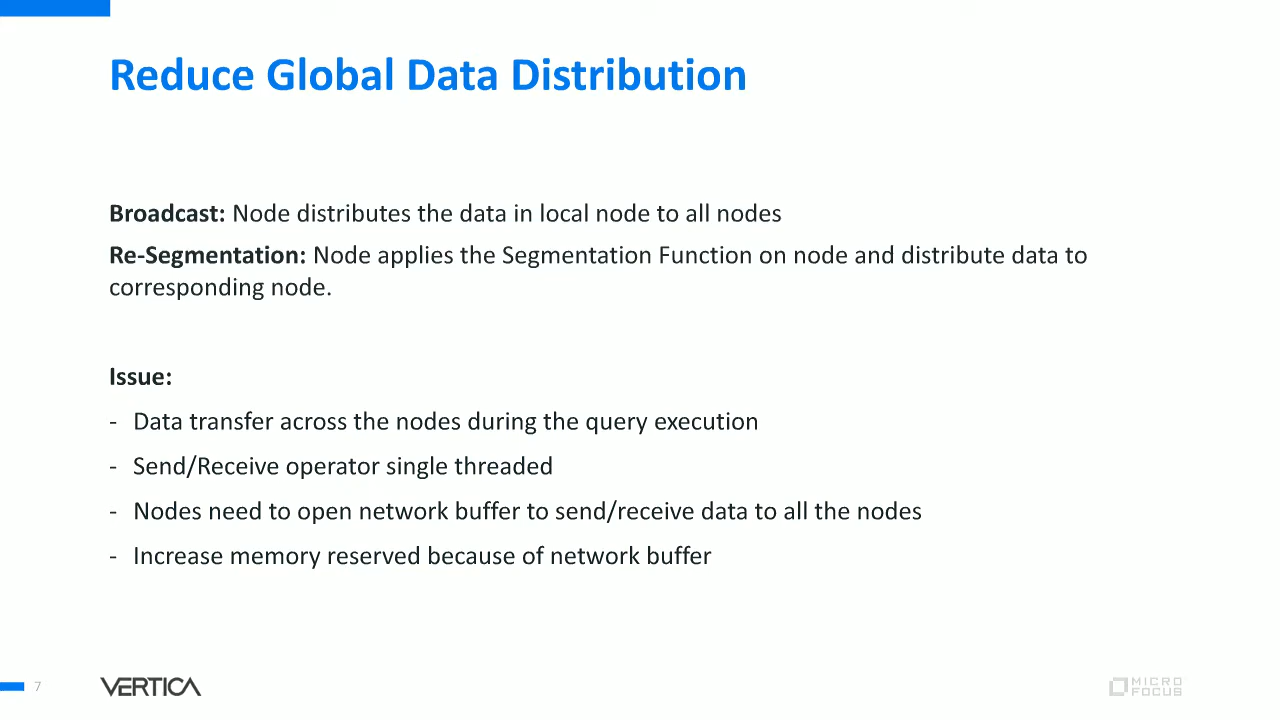 Reduce Global Data Distribution
Broadcast: Node distributes the data in local node to all nodes
Re-Segmentation: Node applies the Segmentation Function on node and distribute data to
corresponding node.
Issue:
- Data transfer across the nodes during the query execution
- Send/Receive operator single threaded
- Nodes need to open network buffer to send/receive data to all the nodes
- Increase memory reserved because of network buffer
7
VERTICA
MICRO
FOCUS